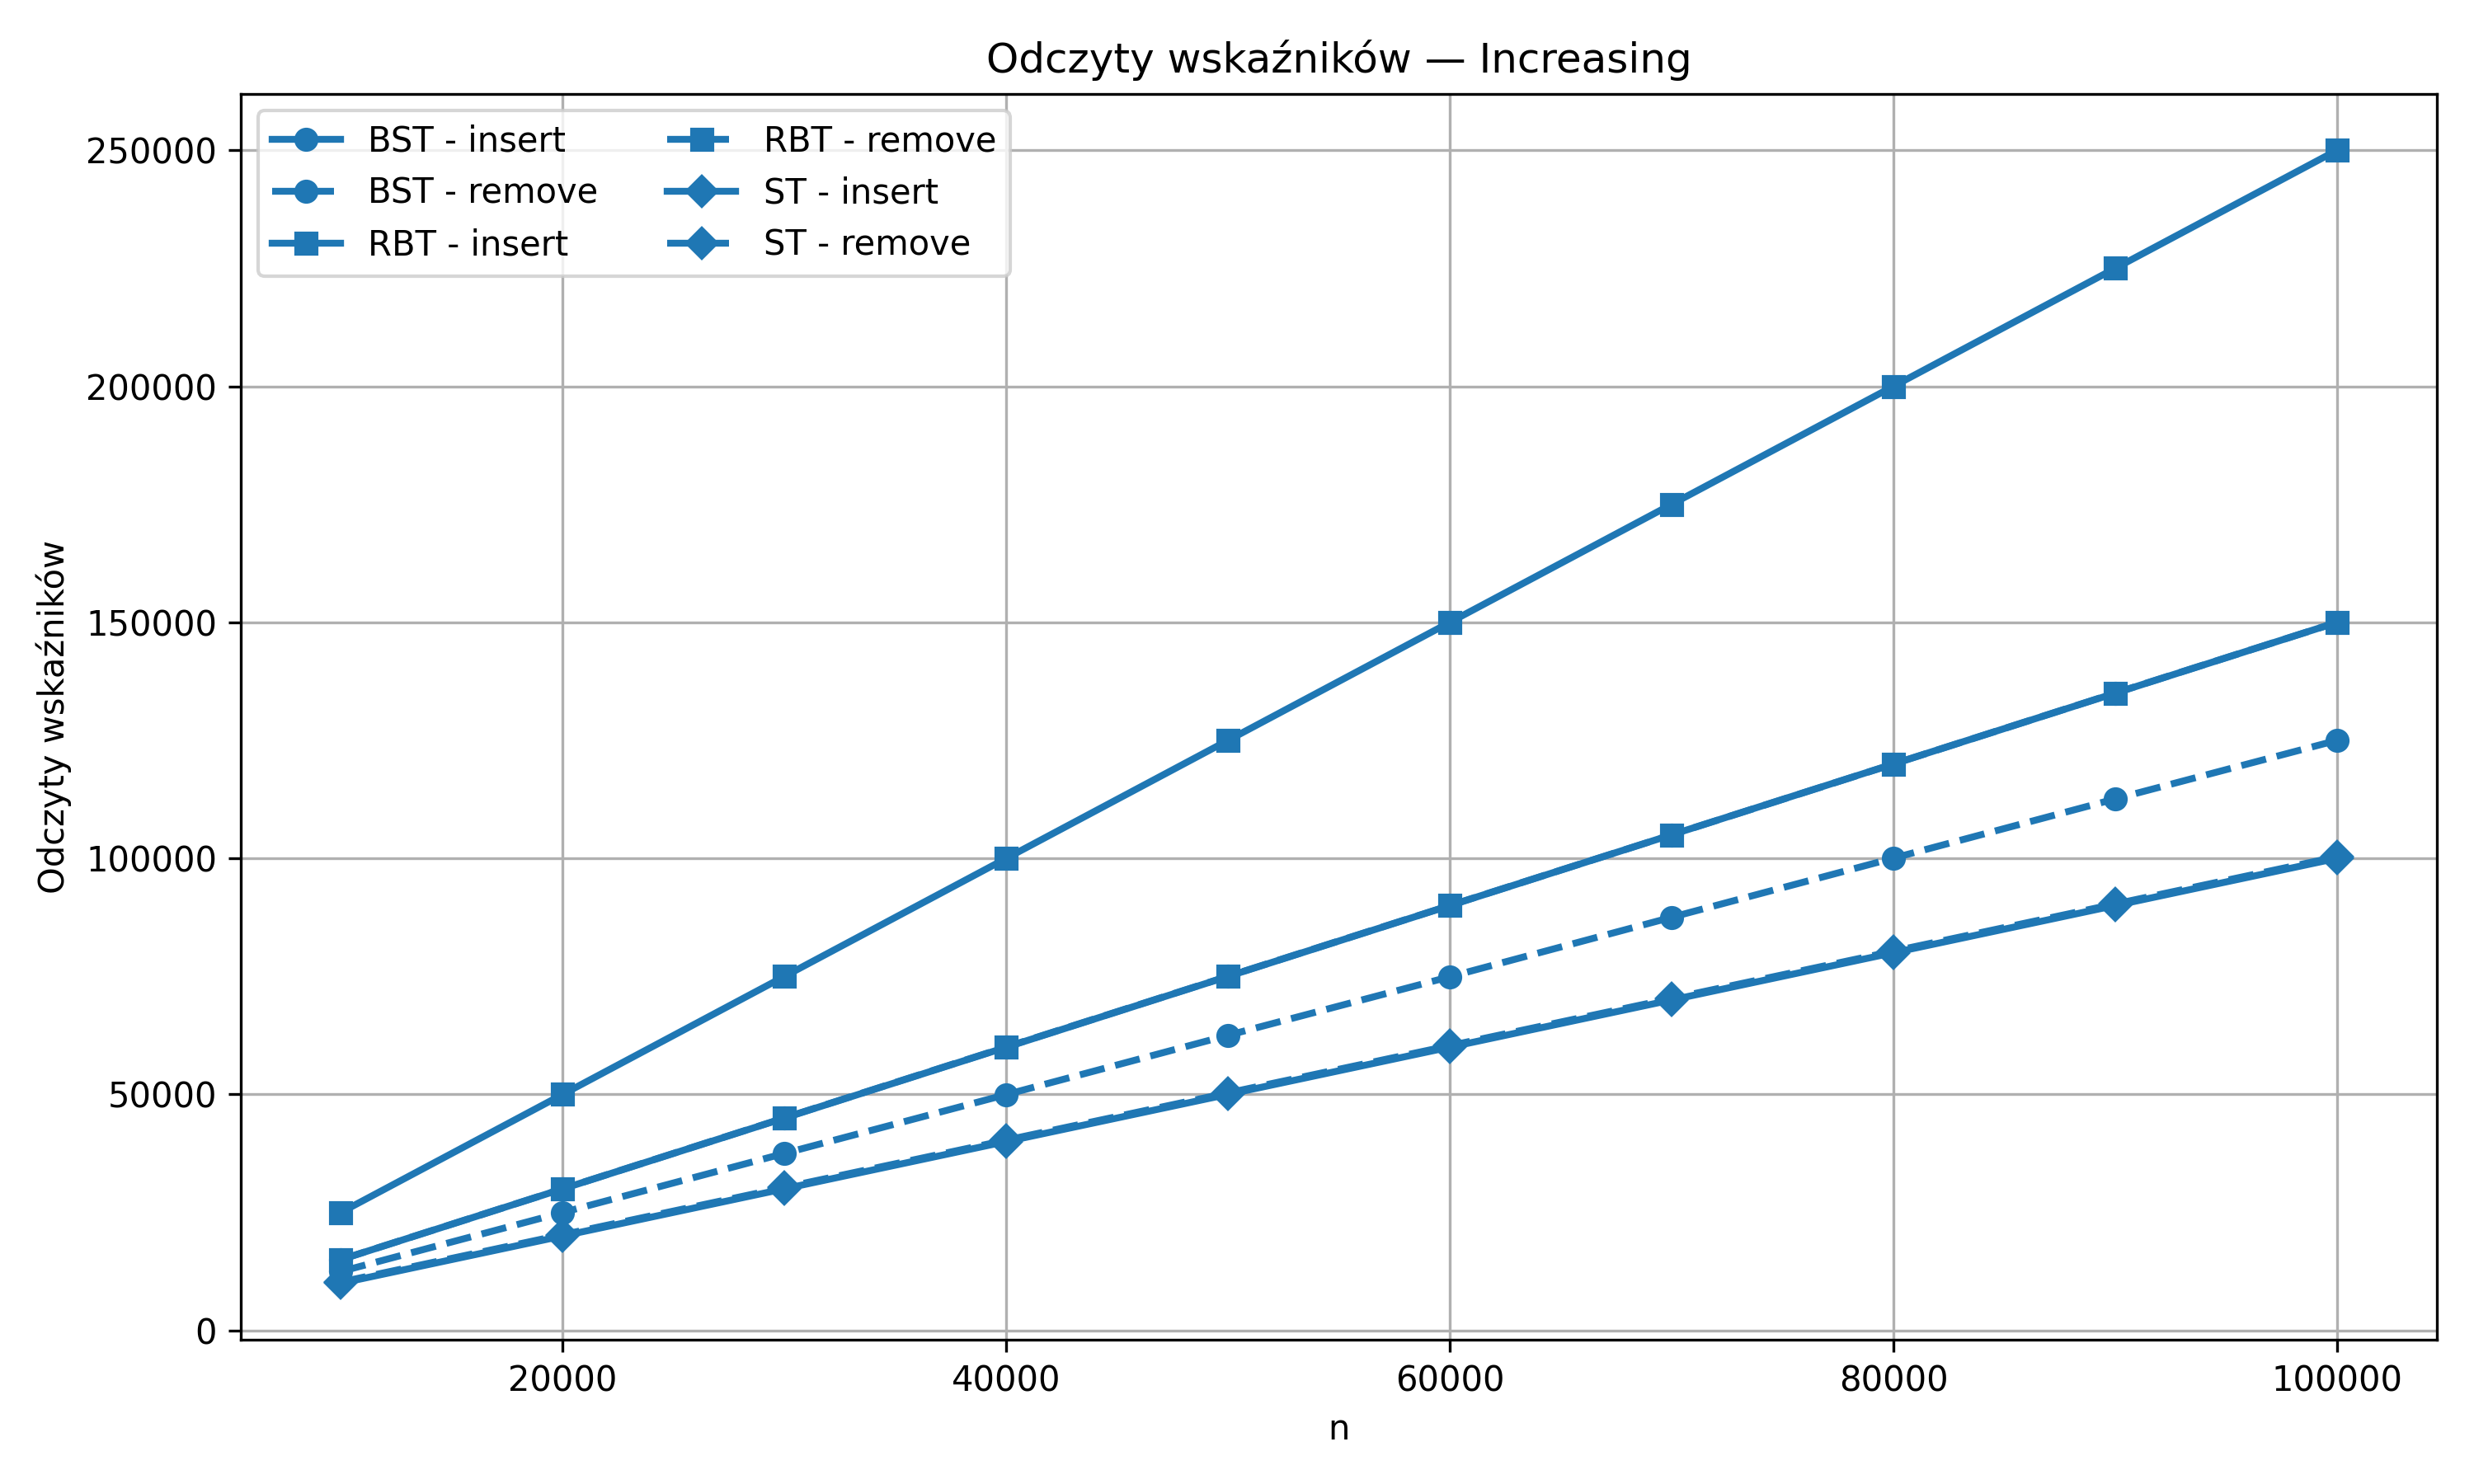 Odczyty wskaźników — Increasing
BST - insert
BST - remove
RBT - insert
RBT - remove
ST - insert
ST - remove
Odczyty wskaźników
250000
200000
150000
100000
50000
0
20000
40000
60000
80000
100000
n